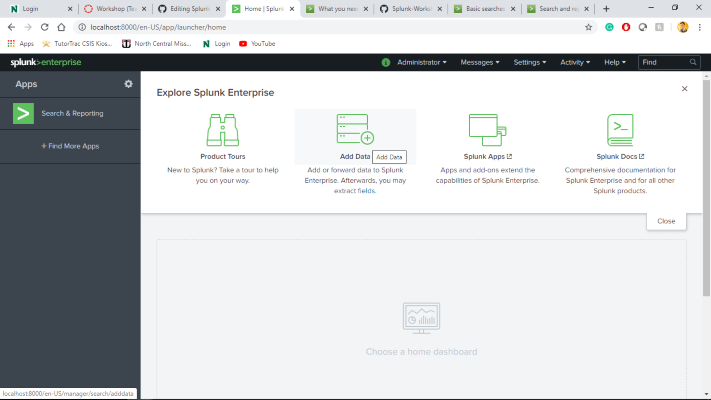 Login
Workshop (Tea
Editing Splunk
Home | Splunk
What you nee
Splunk-Works
Basic searches
Search and rep
localhost:8000/en-US/app/launcher/home
Apps
TutorTrac CSIS Kios...
North Central Miss...
Login
YouTube
splunk>enterprise
Administrator
Messages
Settings
Activity
Help
Find
Apps
Search & Reporting
+ Find More Apps
Explore Splunk Enterprise
Product Tours
New to Splunk? Take a tour to help
you on your way.
Add Data
Add Data
Add or forward data to Splunk
Enterprise. Afterwards, you may
extract fields.
Splunk Apps
Apps and add-ons extend the
capabilities of Splunk Enterprise.
Splunk Docs
Comprehensive documentation for
Splunk Enterprise and for all other
Splunk products.
Close
Choose a home dashboard
localhost:8000/en-US/manager/search/adddata